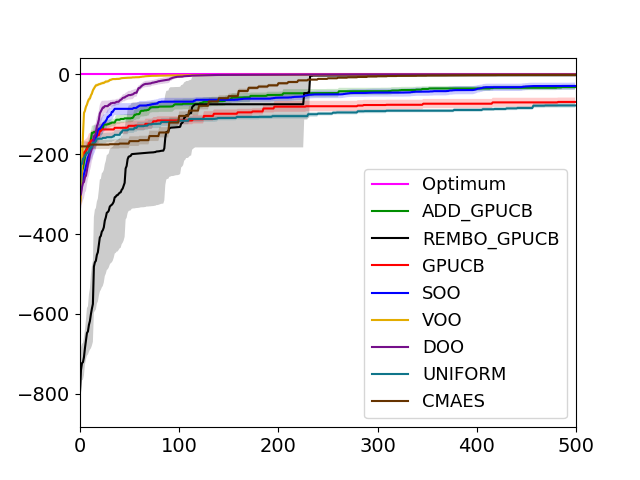 0
−200
−400
−600
−800
0
100
200
300
400
500
Optimum
ADD_GPUCB
REMBO_GPUCB
GPUCB
SOO
VOO
DOO
UNIFORM
CMAES